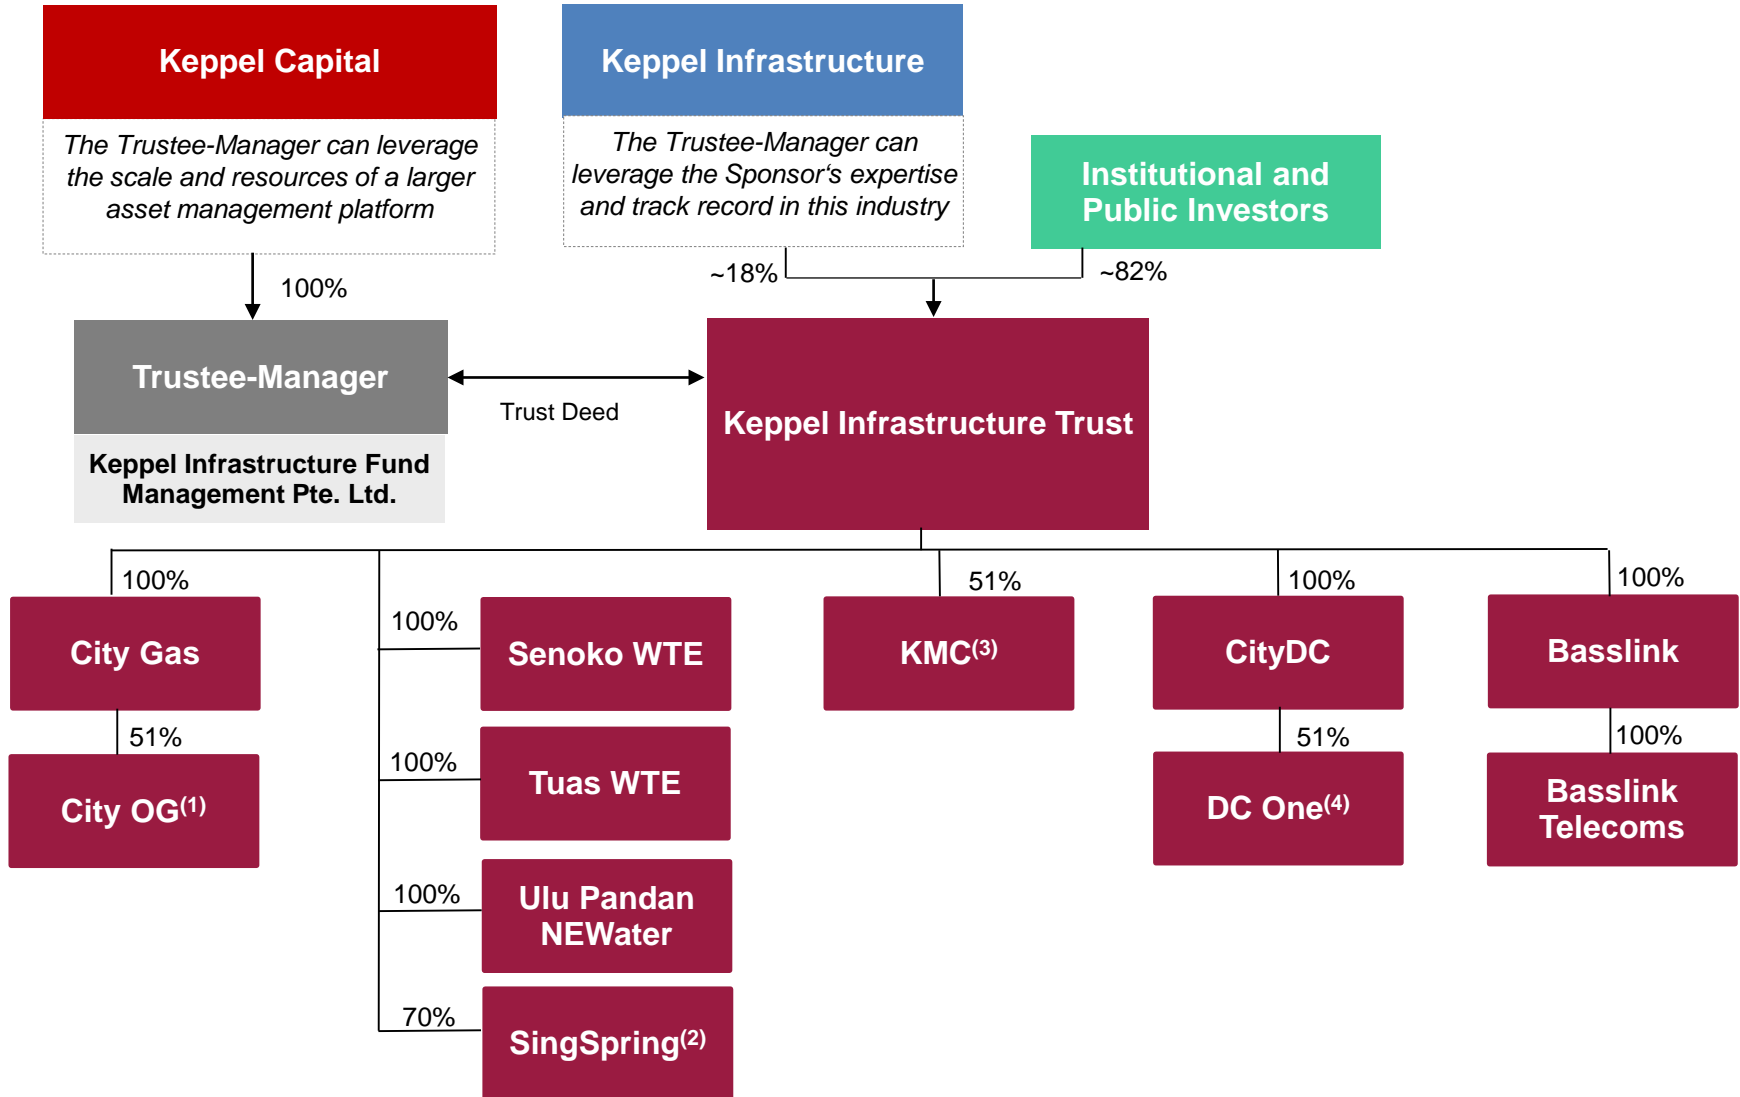 Keppel Capital
The Trustee-Manager can leverage
the scale and resources of a larger
asset management platform
Keppel Infrastructure
The Trustee-Manager can
leverage the Sponsor‘s expertise
and track record in this industry
Institutional and
Public Investors
100%
~18%
~82%
Trustee-Manager
Keppel Infrastructure Fund
Management Pte. Ltd.
Trust Deed
Keppel Infrastructure Trust
100%
City Gas
51%
City OG(1)
100%
Senoko WTE
100%
Tuas WTE
100%
Ulu Pandan
NEWater
70%
SingSpring(2)
51%
KMC(3)
100%
CityDC
51%
DC One(4)
100%
Basslink
100%
Basslink
Telecoms